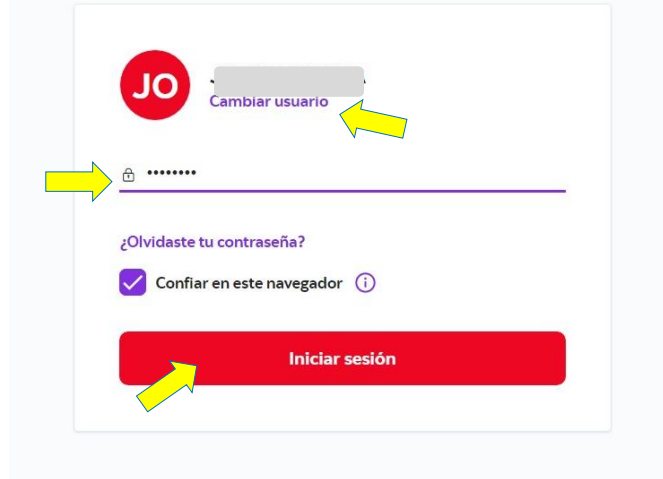 JO
Cambiar usuario
••••••••
¿Olvidaste tu contraseña?
Confiar en este navegador
Iniciar sesión